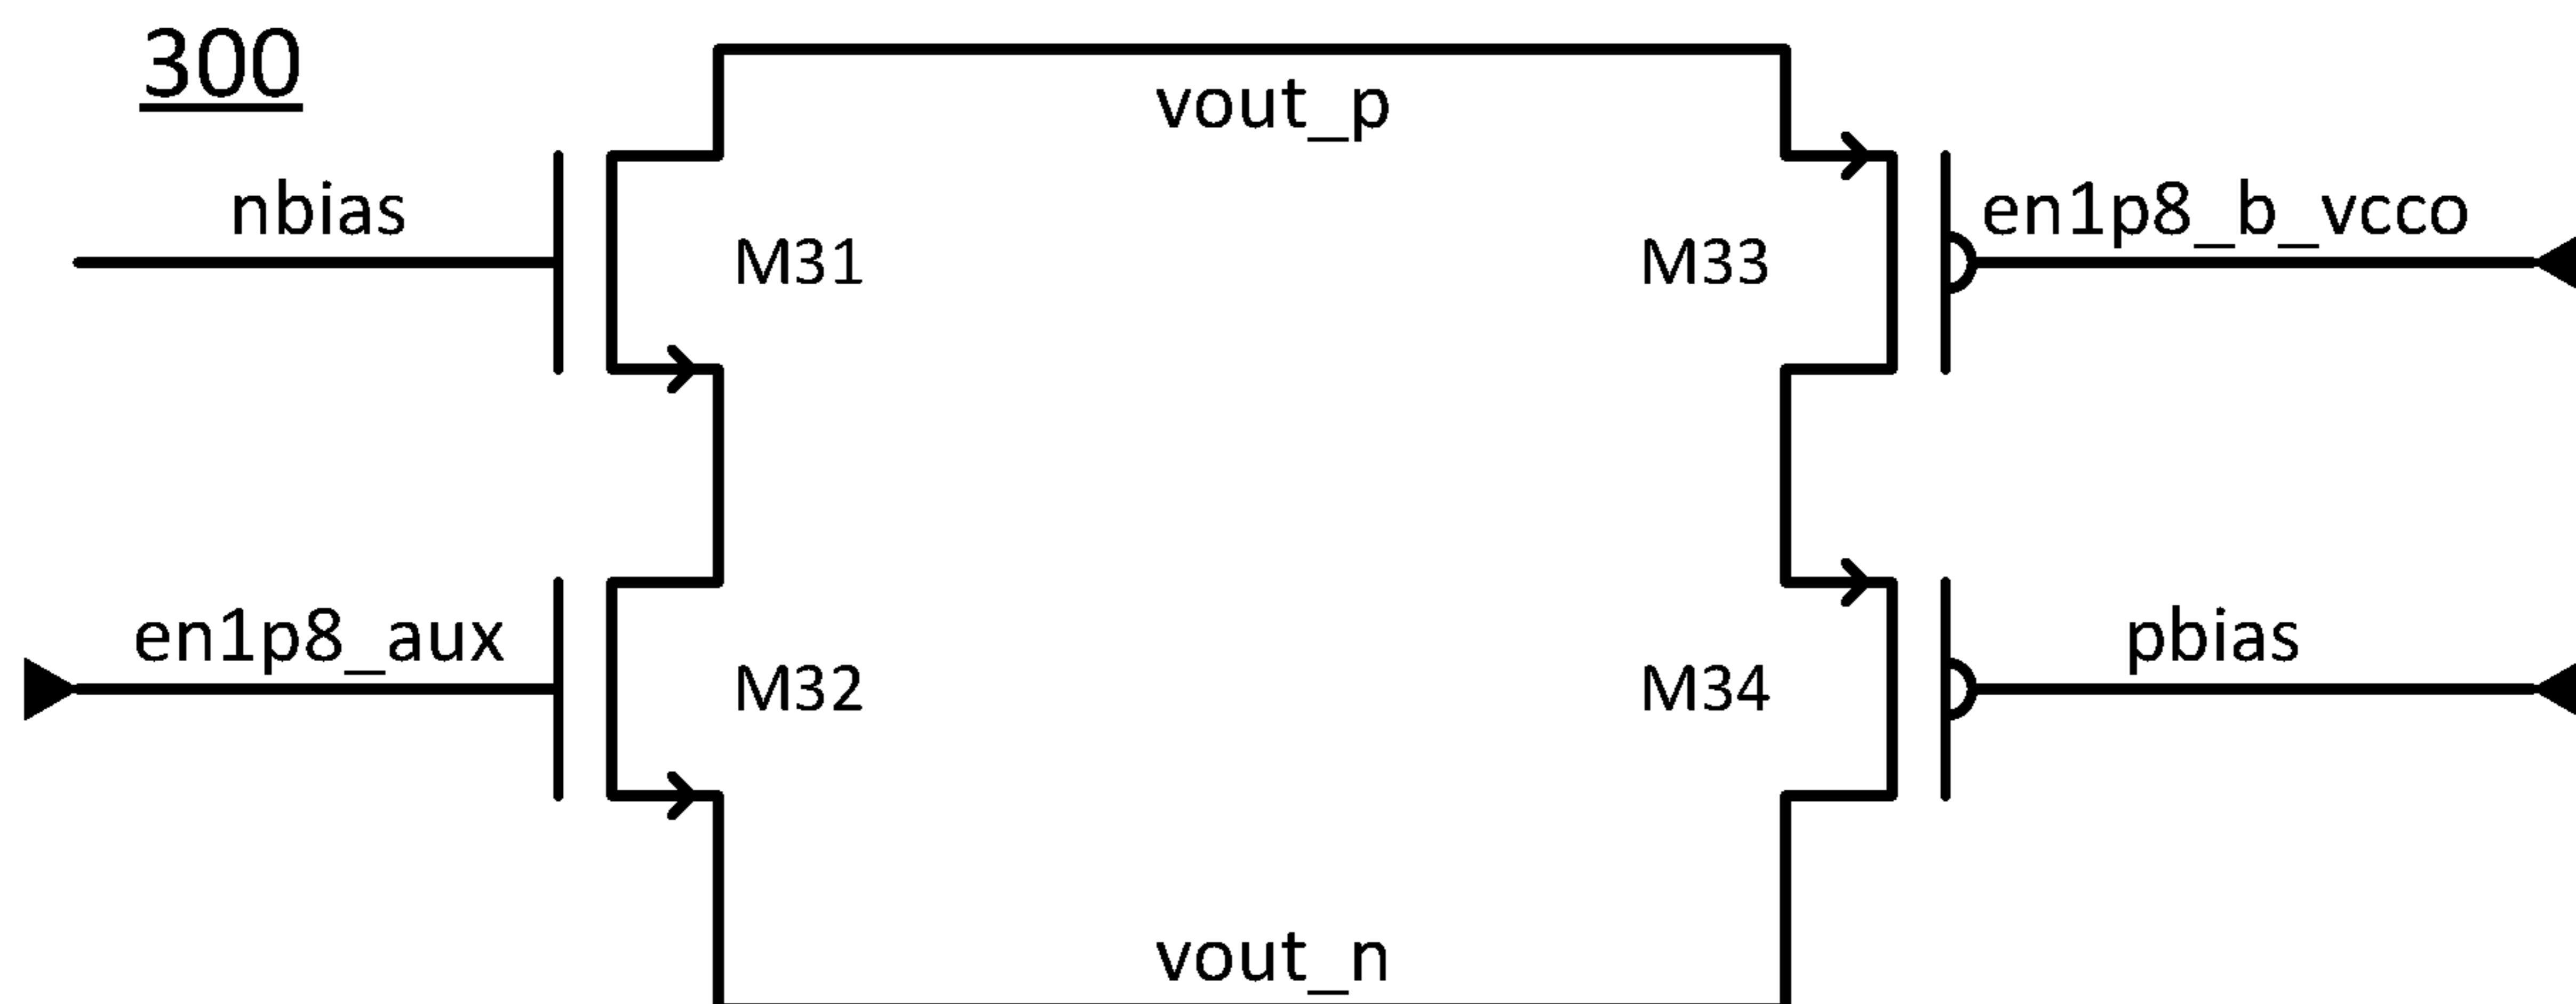 300
vout_p
nbias
en1p8_b_vcco
M31
M33
en1p8_aux
pbias
M32
M34
vout_n